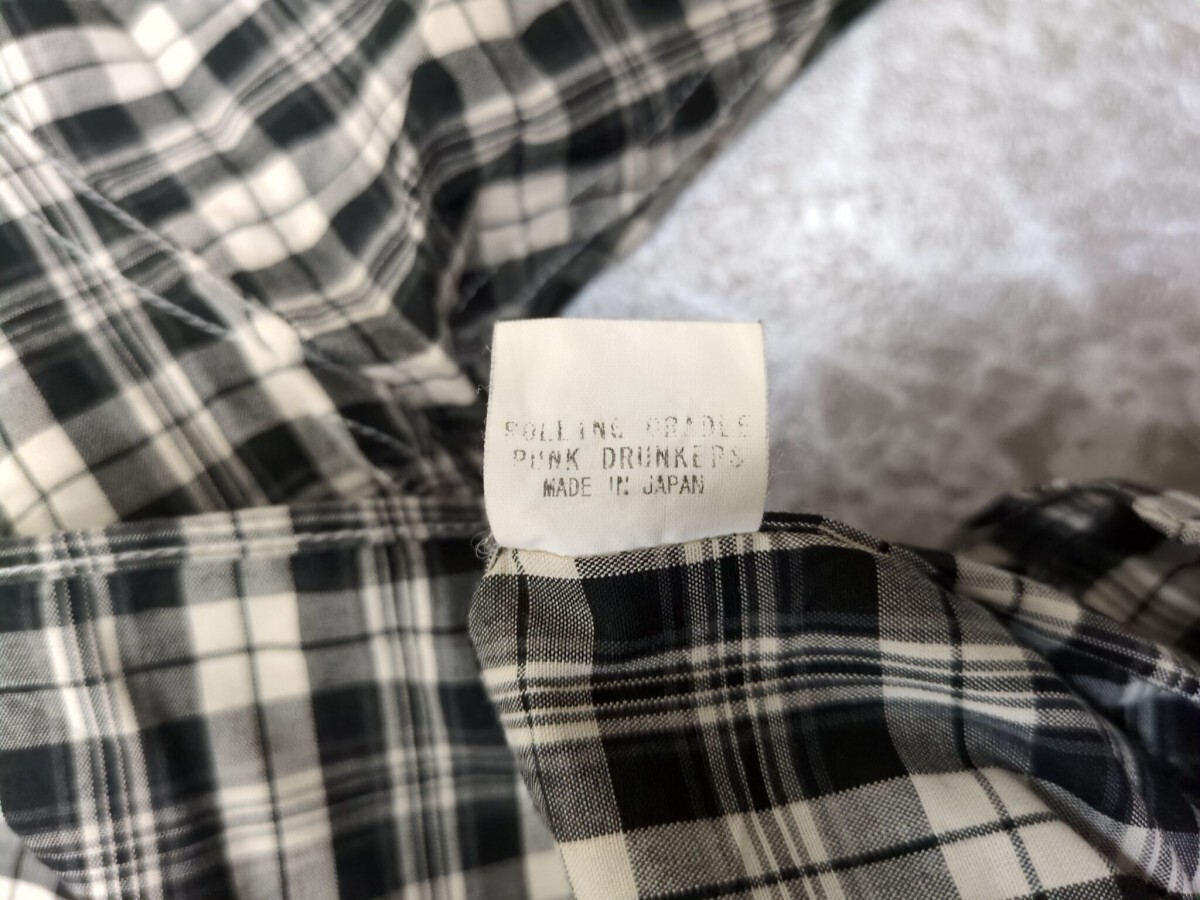 ROLLING CRADLE
PUNK DRUNKERS
MADE IN JAPAN